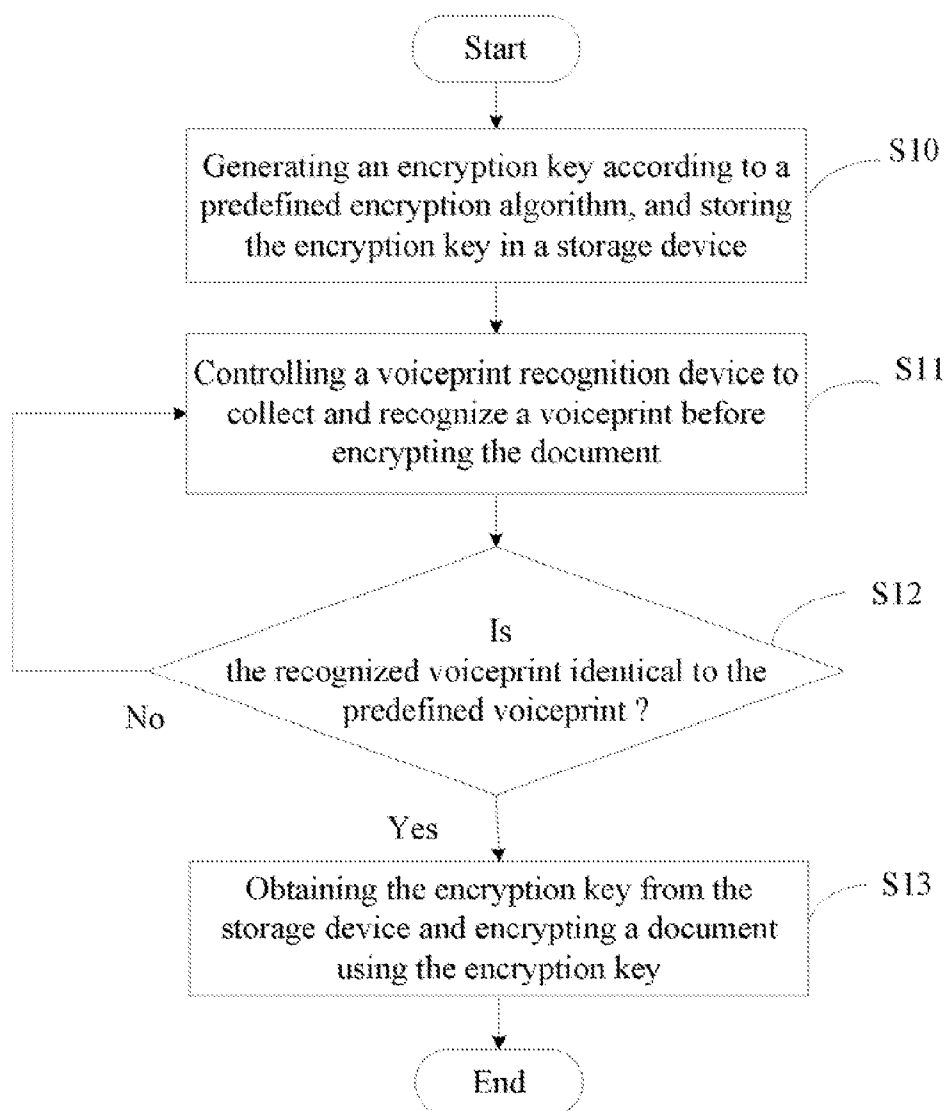 Start
Generating an encryption key according to a
predefined encryption algorithm, and storing
the encryption key in a storage device
S10
Controlling a voiceprint recognition device to
collect and recognize a voiceprint before
encrypting the document
S11
Is
the recognized voiceprint identical to the
predefined voiceprint ?
S12
No
Yes
Obtaining the encryption key from the
storage device and encrypting a document
using the encryption key
S13
End